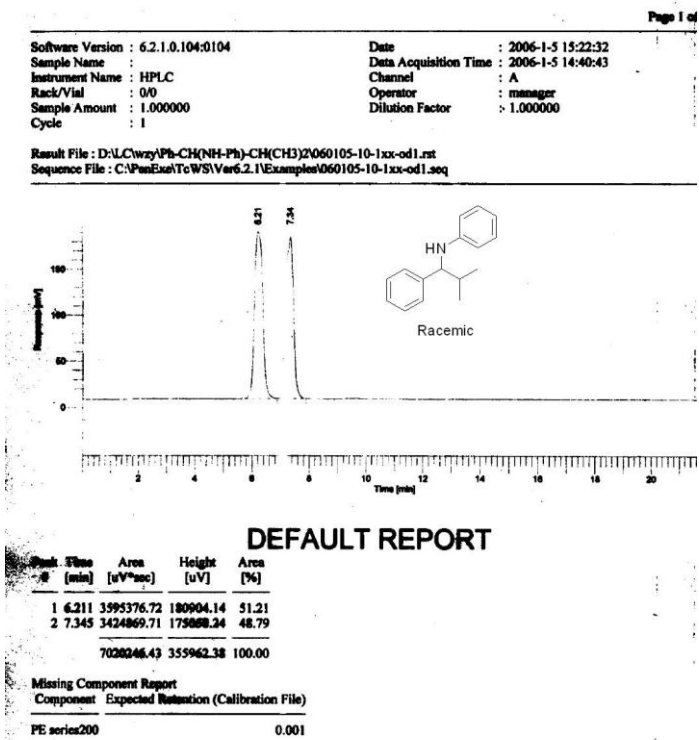 Page 1 of
Software Version : 6.2.1.0.104:0104 Date : 2006-1-5 15:22:32
Sample Name : Data Acquisition Time : 2006-1-5 14:40:43
Instrument Name : HPLC Channel : A
Rack/Vial : 0/0 Operator : manager
Sample Amount : 1.000000 Dilution Factor : 1.000000
Cycle : 1
Result File : D:\LC\wzy\Ph-CH(NH-Ph)-CH(CH3)2\060105-10-1xx-od1.rst
Sequence File : C:\PenExe\TcWS\Ver6.2.1\Examples\060105-10-1xx-od1.seq
6.21 7.34
HN
Racemic
Response [mV]
150
100
50
0
2 4 6 8 10 12 14 16 18 20
Time [min]
DEFAULT REPORT
Peak Time Area Height Area
# [min] [uV*sec] [uV] [%]
1 6.211 3595376.72 180904.14 51.21
2 7.345 3424869.71 175058.24 48.79
7020246.43 355962.38 100.00
Missing Component Report
Component Expected Retention (Calibration File)
PE series200 0.001